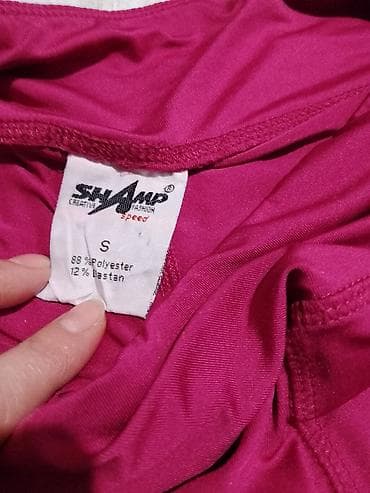 SHAMP®
CREATIVE FASHION
Speed
S
88 % Polyester
12 % Elastan